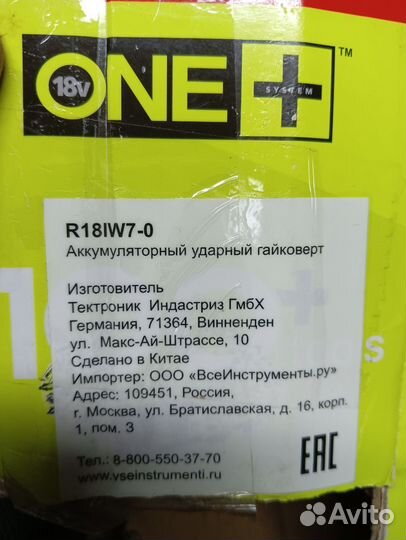 18v ONE + ™
SYSTEM
R18IW7-0
Аккумуляторный ударный гайковерт
Изготовитель
Тектроник Индастриз ГмбХ
Германия, 71364, Винненден
ул. Макс-Ай-Штрассе, 10
Сделано в Китае
Импортер: ООО «ВсеИнструменты.ру»
Адрес: 109451, Россия,
г. Москва, ул. Братиславская, д. 16, корп.
1, пом. 3
Тел.: 8-800-550-37-70
www.vseinstrumenti.ru
EAC
Avito